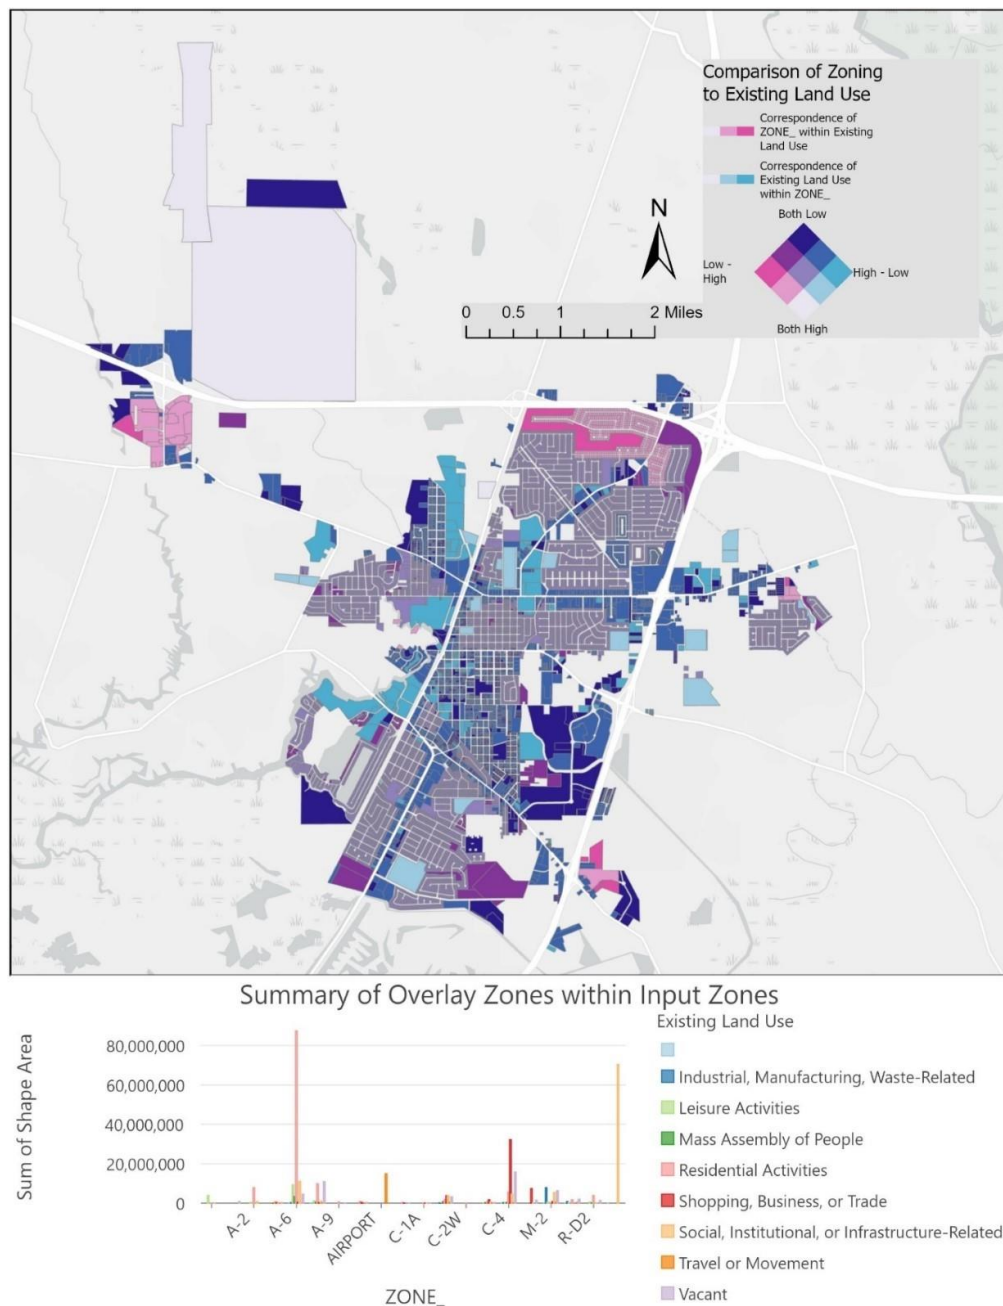 Comparison of Zoning
to Existing Land Use
Correspondence of
ZONE_ within Existing
Land Use
Correspondence of
Existing Land Use
within ZONE_
Both Low
Low -
High
High - Low
Both High
N
0 0.5 1 2 Miles
Summary of Overlay Zones within Input Zones
Sum of Shape Area
80,000,000
60,000,000
40,000,000
20,000,000
0
A-2
A-6
A-9
AIRPORT
C-1A
C-2W
C-4
M-2
R-D2
ZONE_
Existing Land Use
Industrial, Manufacturing, Waste-Related
Leisure Activities
Mass Assembly of People
Residential Activities
Shopping, Business, or Trade
Social, Institutional, or Infrastructure-Related
Travel or Movement
Vacant